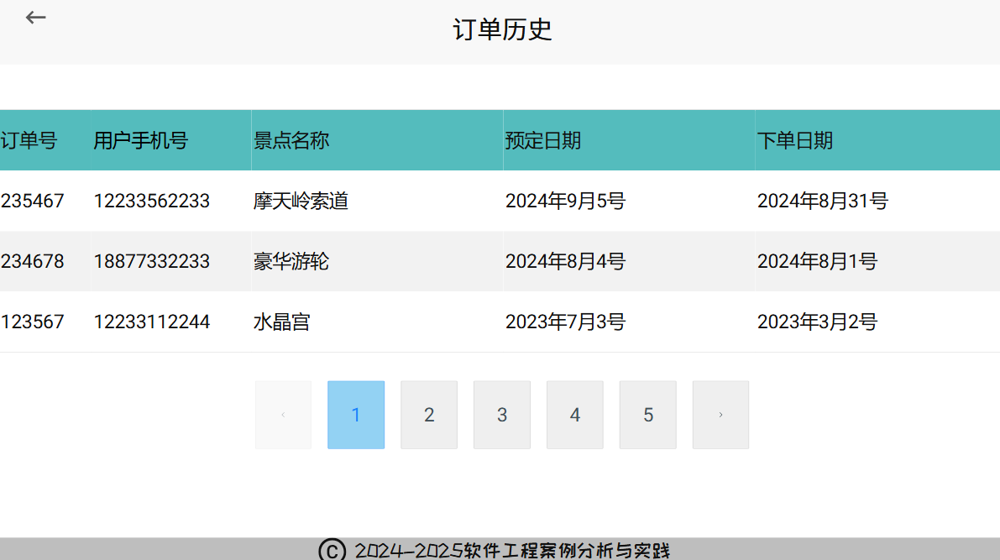 订单历史
订单号 用户手机号 景点名称 预定日期 下单日期
235467 12233562233 摩天岭索道 2024年9月5号 2024年8月31号
234678 18877332233 豪华游轮 2024年8月4号 2024年8月1号
123567 12233112244 水晶宫 2023年7月3号 2023年3月2号
‹ 1 2 3 4 5 ›
© 2024-2025软件工程案例分析与实践